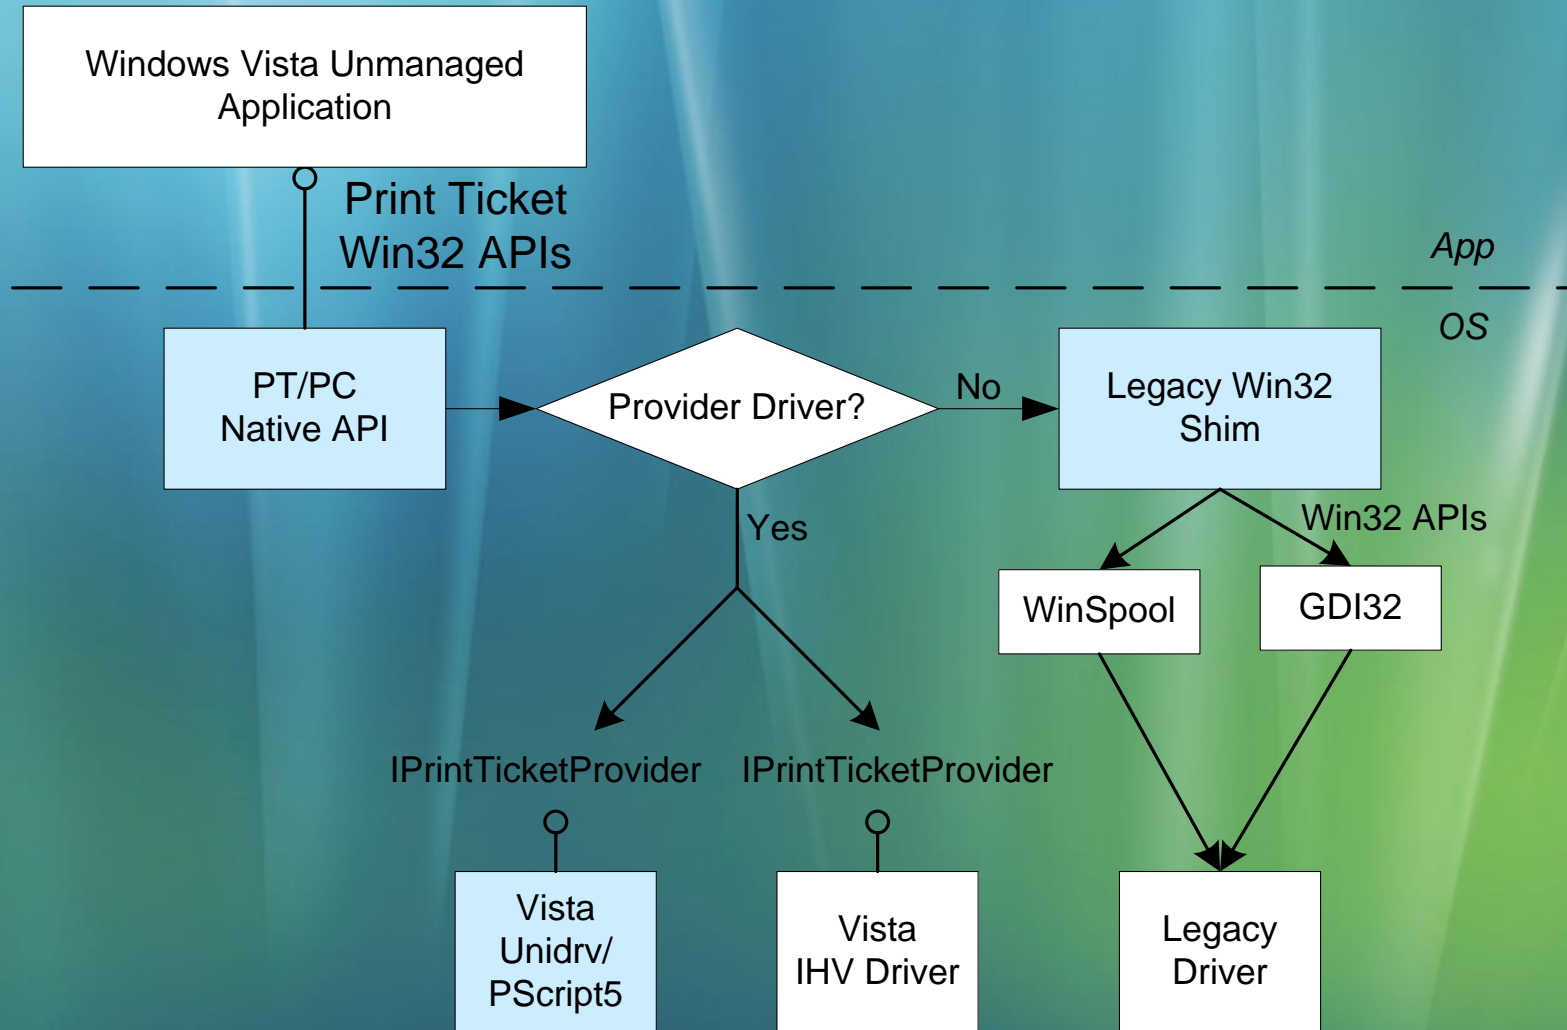 Windows Vista Unmanaged
Application
Print Ticket
Win32 APIs
App
OS
PT/PC
Native API
Provider Driver?
No
Legacy Win32
Shim
Yes
Win32 APIs
WinSpool
GDI32
IPrintTicketProvider
IPrintTicketProvider
Vista
Unidrv/
PScript5
Vista
IHV Driver
Legacy
Driver